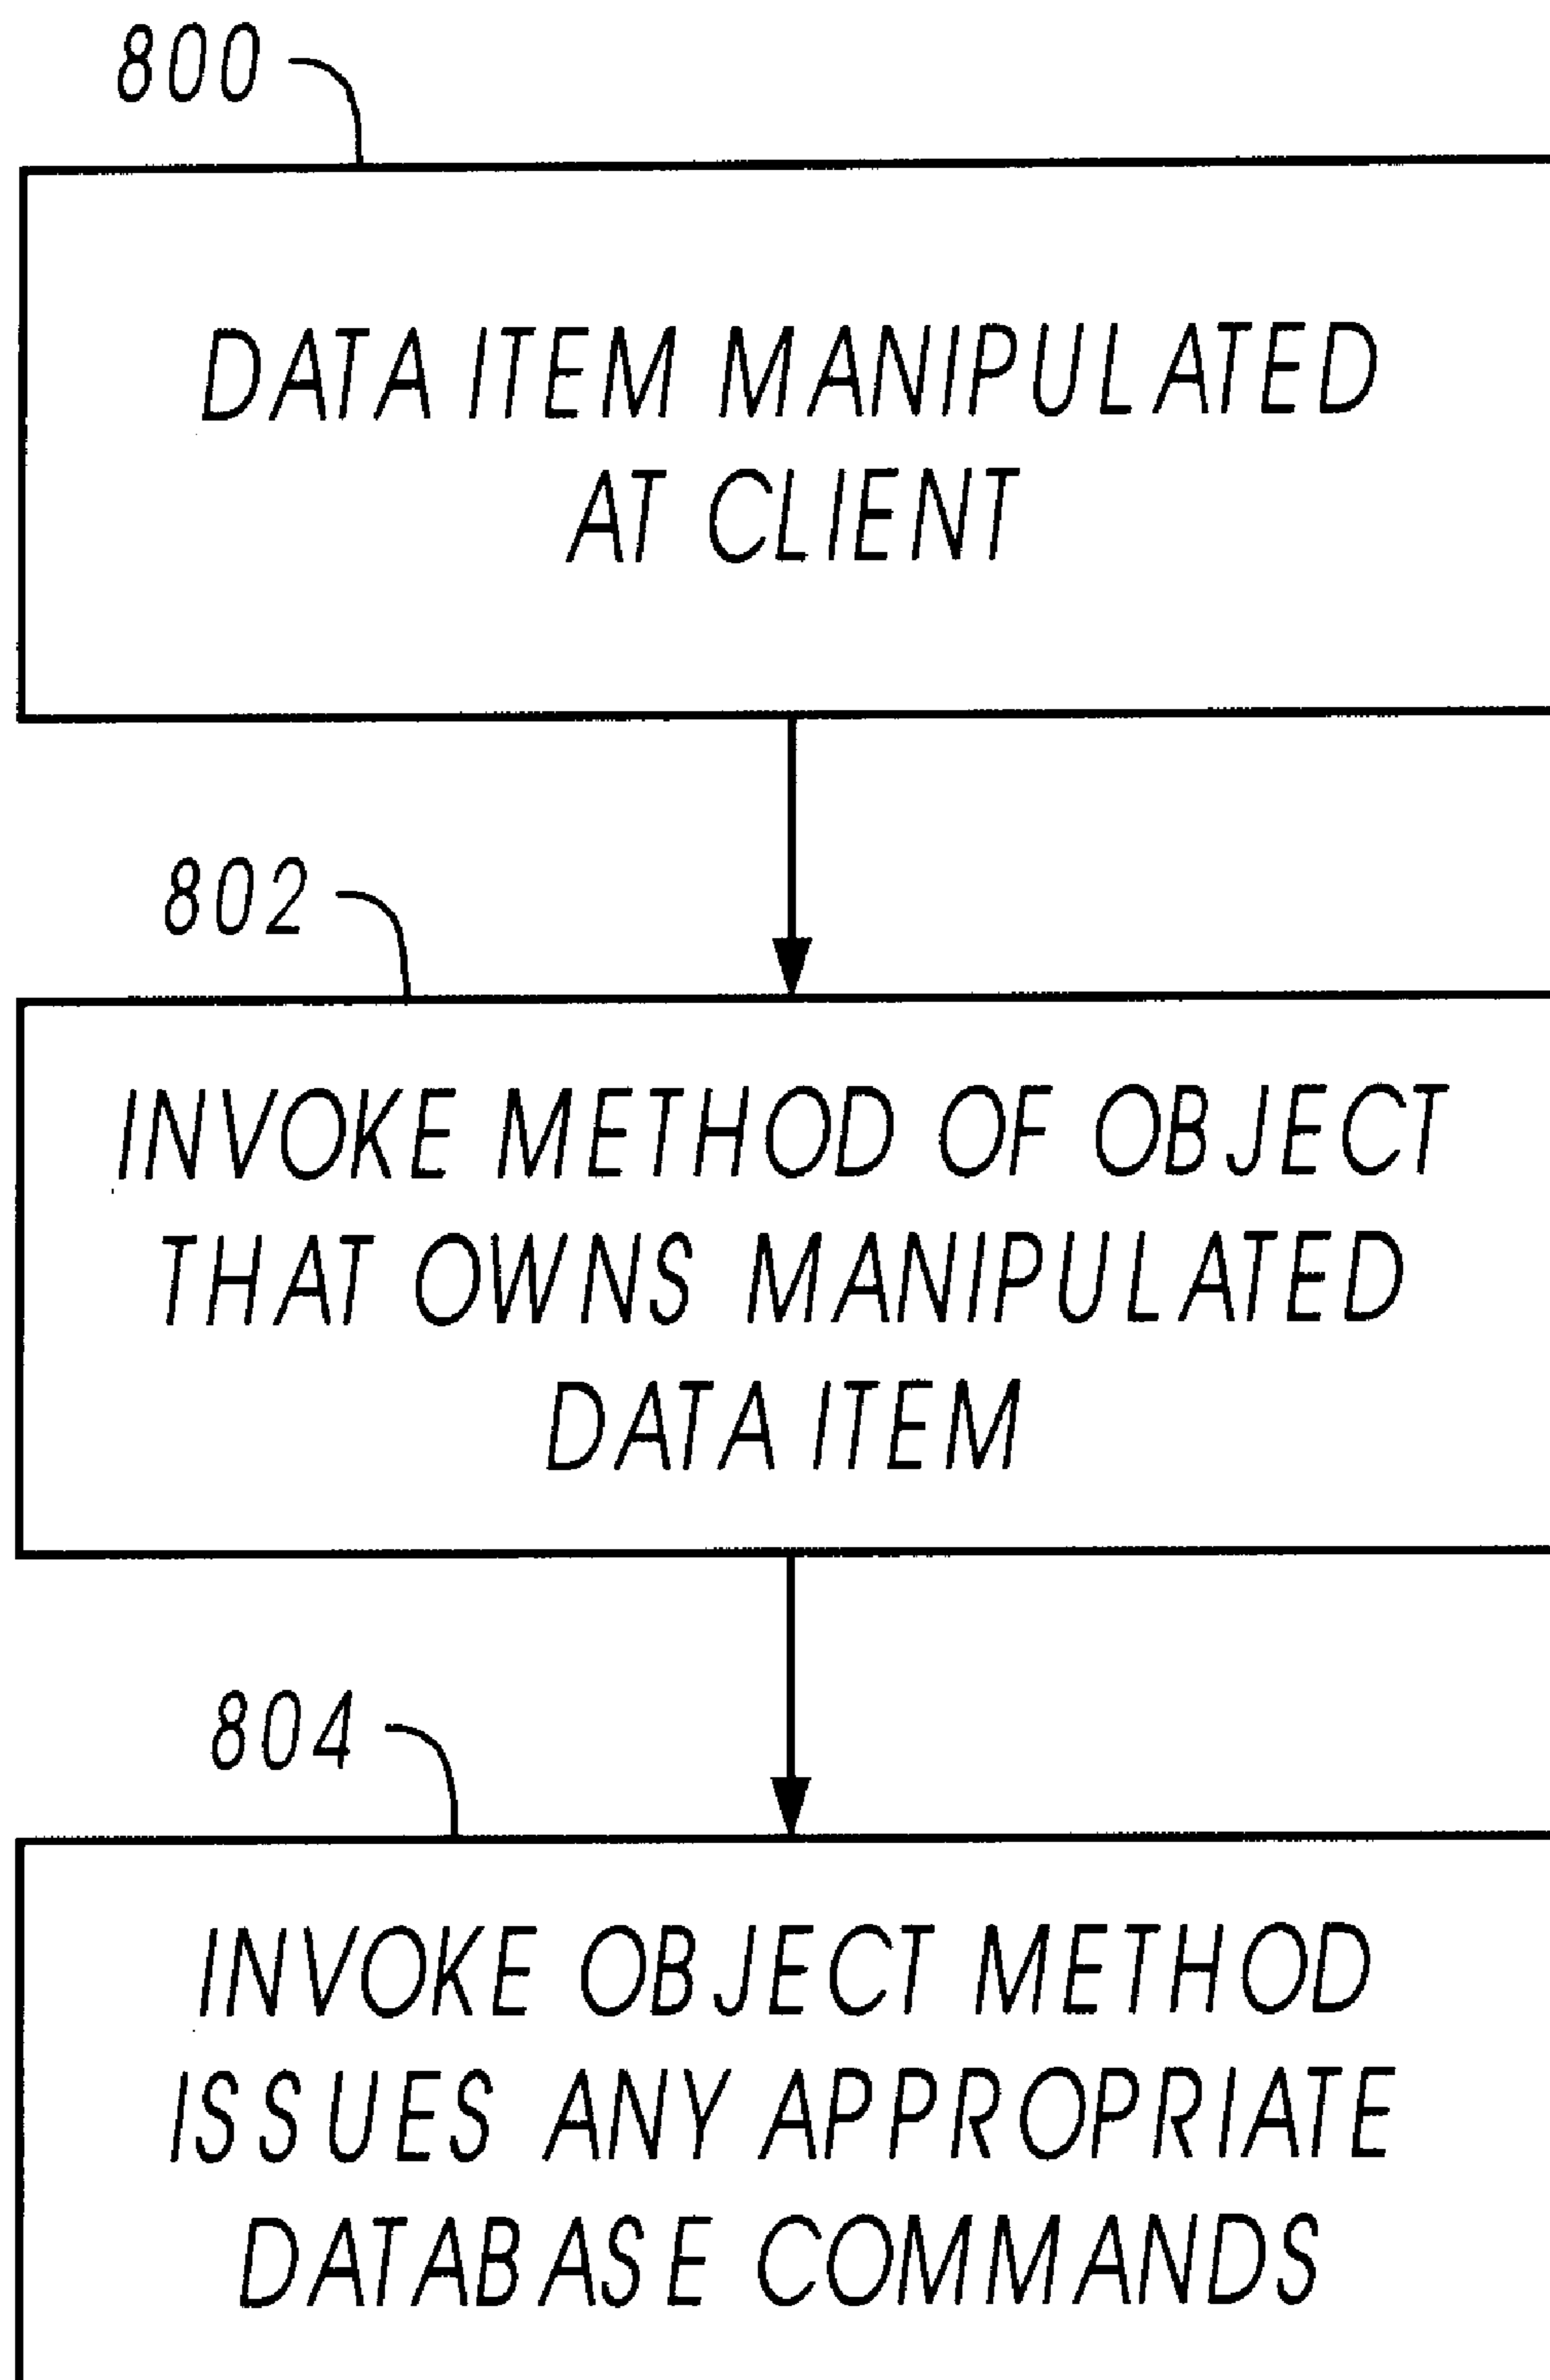 800
DATA ITEM MANIPULATED
AT CLIENT
802
INVOKE METHOD OF OBJECT
THAT OWNS MANIPULATED
DATA ITEM
804
INVOKE OBJECT METHOD
ISSUES ANY APPROPRIATE
DATABASE COMMANDS